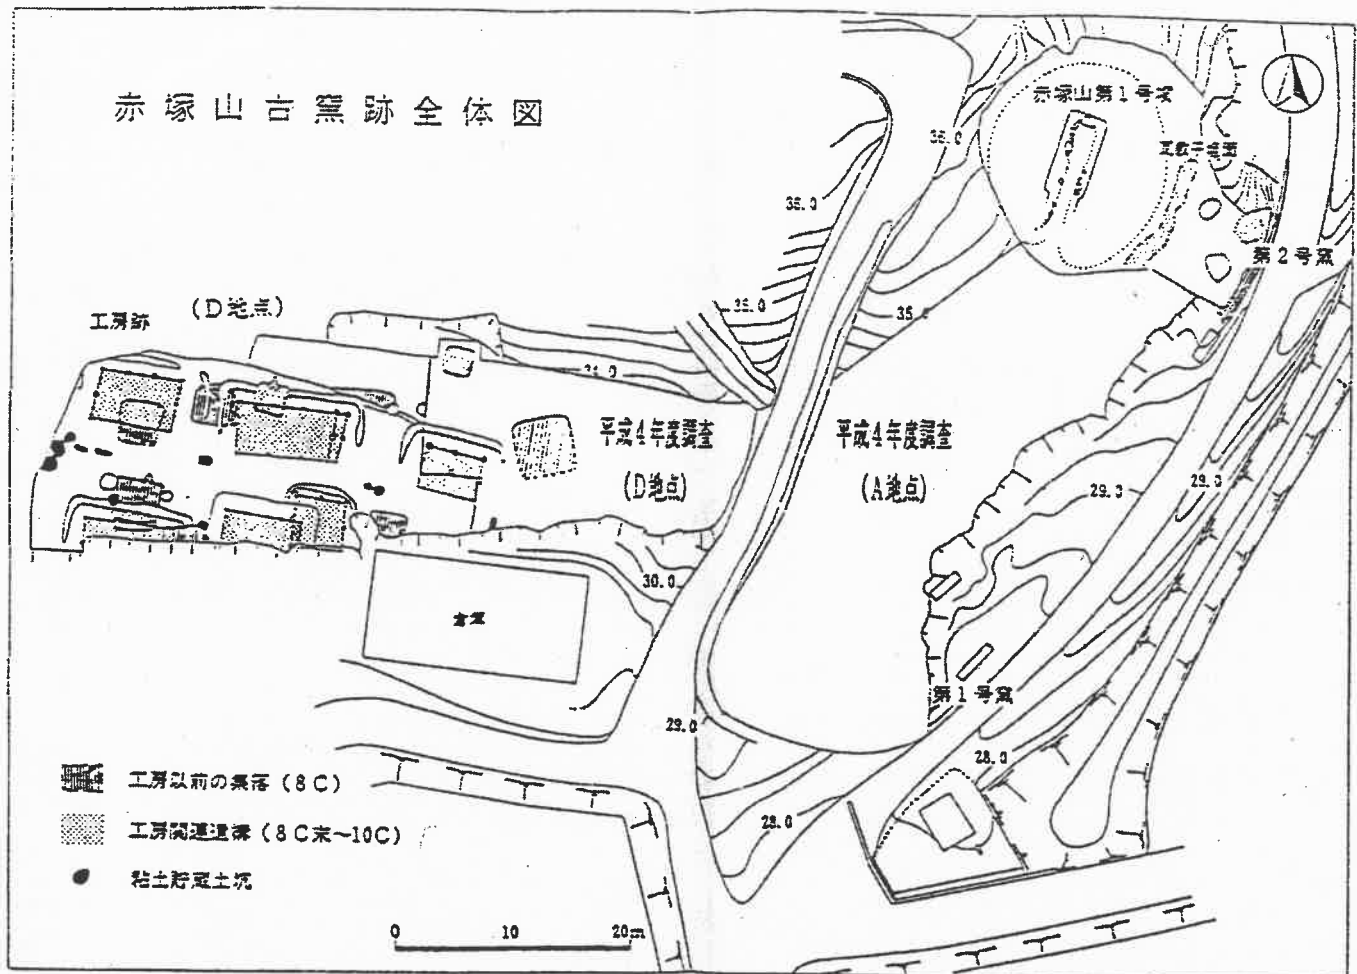 赤塚山古窯跡全体図
赤塚山第1号墳
36.0
36.0
第2号窯
(D地点)
工房跡
35.0
35.0
31.0
平成4年度調査
(D地点)
平成4年度調査
(A地点)
29.0
29.0
30.0
倉庫
第1号窯
29.0
28.0
28.0
工房以前の集落(8C)
工房関連遺構(8C末~10C)
粘土貯蔵土坑
0 10 20m